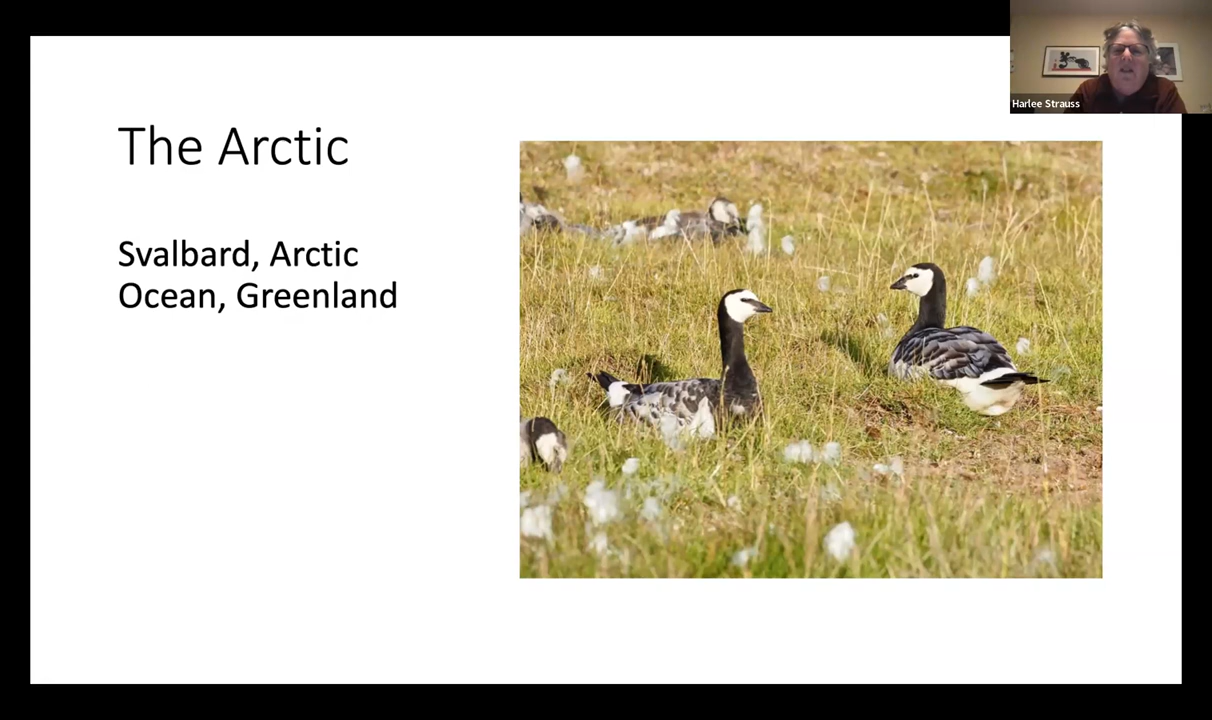 Harlee Strauss
The Arctic
Svalbard, Arctic
Ocean, Greenland